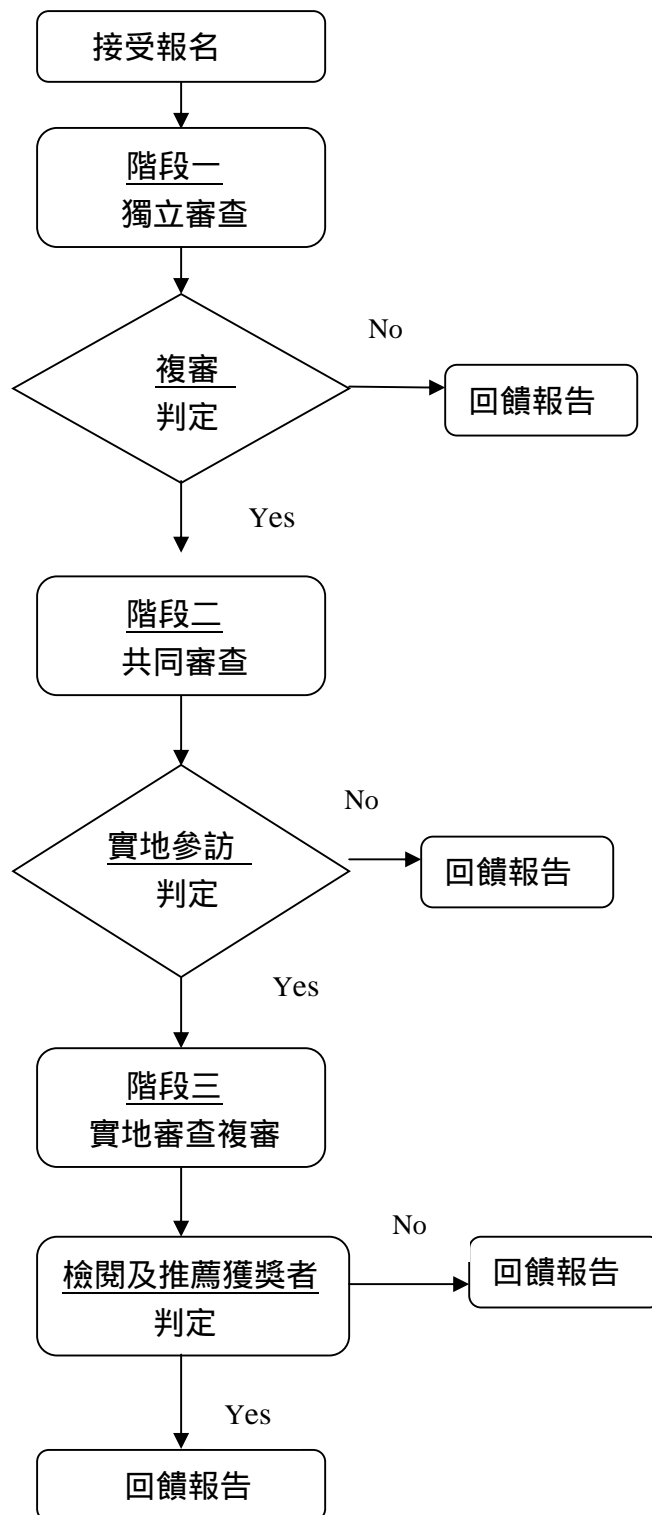 接受報名
階段一
獨立審查
No
複審
判定
回饋報告
Yes
階段二
共同審查
No
實地參訪
判定
回饋報告
Yes
階段三
實地審查複審
No
檢閱及推薦獲獎者
判定
回饋報告
Yes
回饋報告